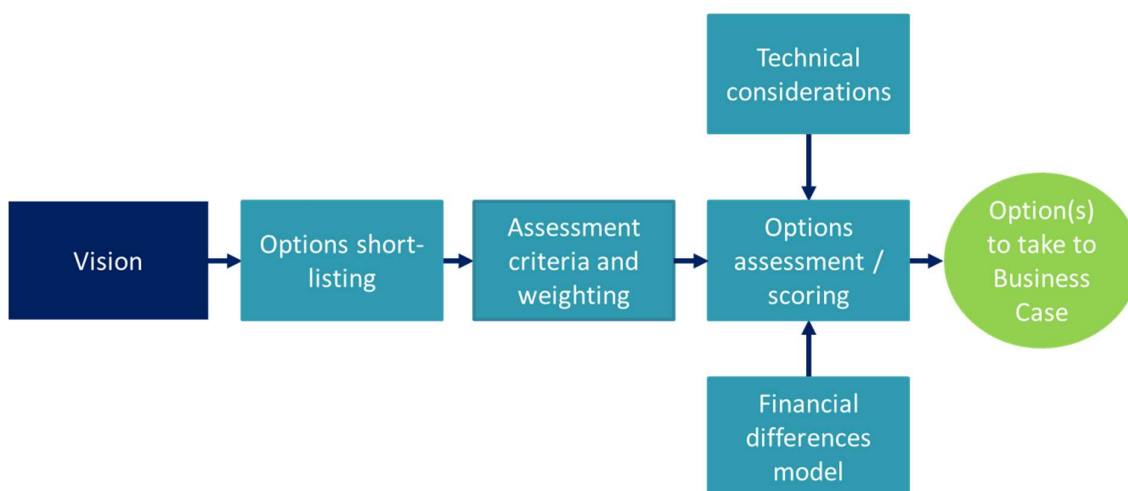 Technical
considerations
Vision
Options short-
listing
Assessment
criteria and
weighting
Options
assessment /
scoring
Option(s)
to take to
Business
Case
Financial
differences
model